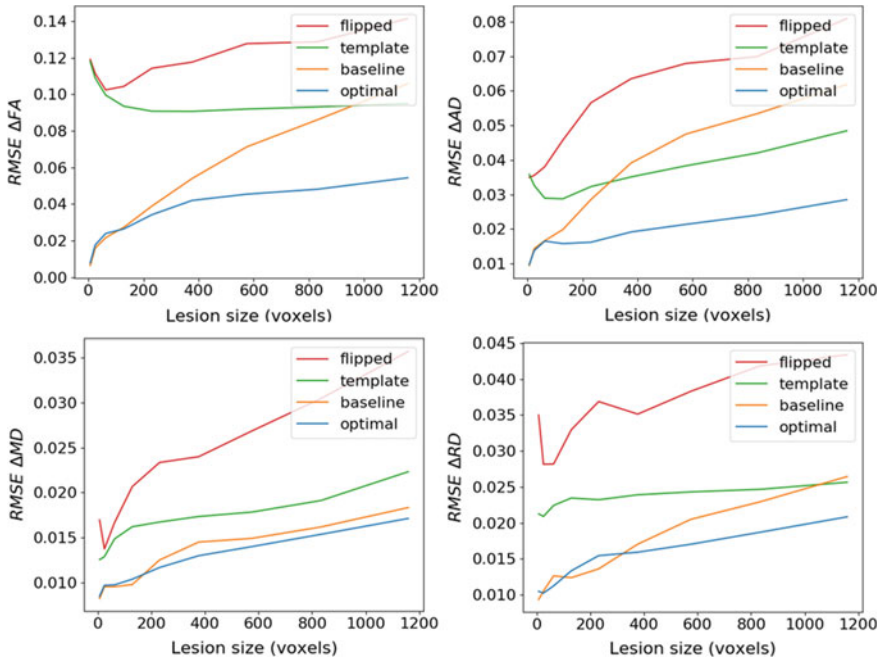 0.14
0.12
0.10
0.08
0.06
0.04
0.02
0.00
RMSE ΔFA
0 200 400 600 800 1000 1200
Lesion size (voxels)
flipped
template
baseline
optimal
0.08
0.07
0.06
0.05
0.04
0.03
0.02
0.01
RMSE ΔAD
0 200 400 600 800 1000 1200
Lesion size (voxels)
flipped
template
baseline
optimal
0.035
0.030
0.025
0.020
0.015
0.010
RMSE ΔMD
0 200 400 600 800 1000 1200
Lesion size (voxels)
flipped
template
baseline
optimal
0.045
0.040
0.035
0.030
0.025
0.020
0.015
0.010
RMSE ΔRD
0 200 400 600 800 1000 1200
Lesion size (voxels)
flipped
template
baseline
optimal